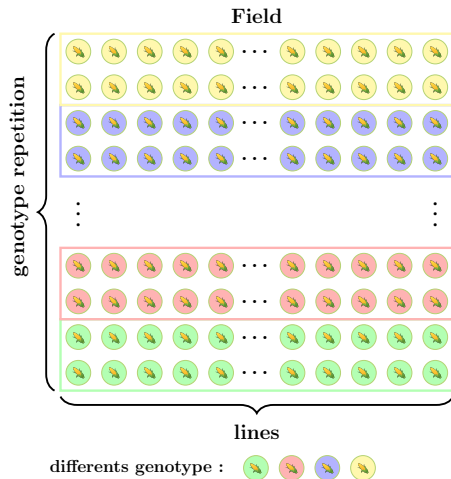 Field
genotype repetition
lines
differents genotype :